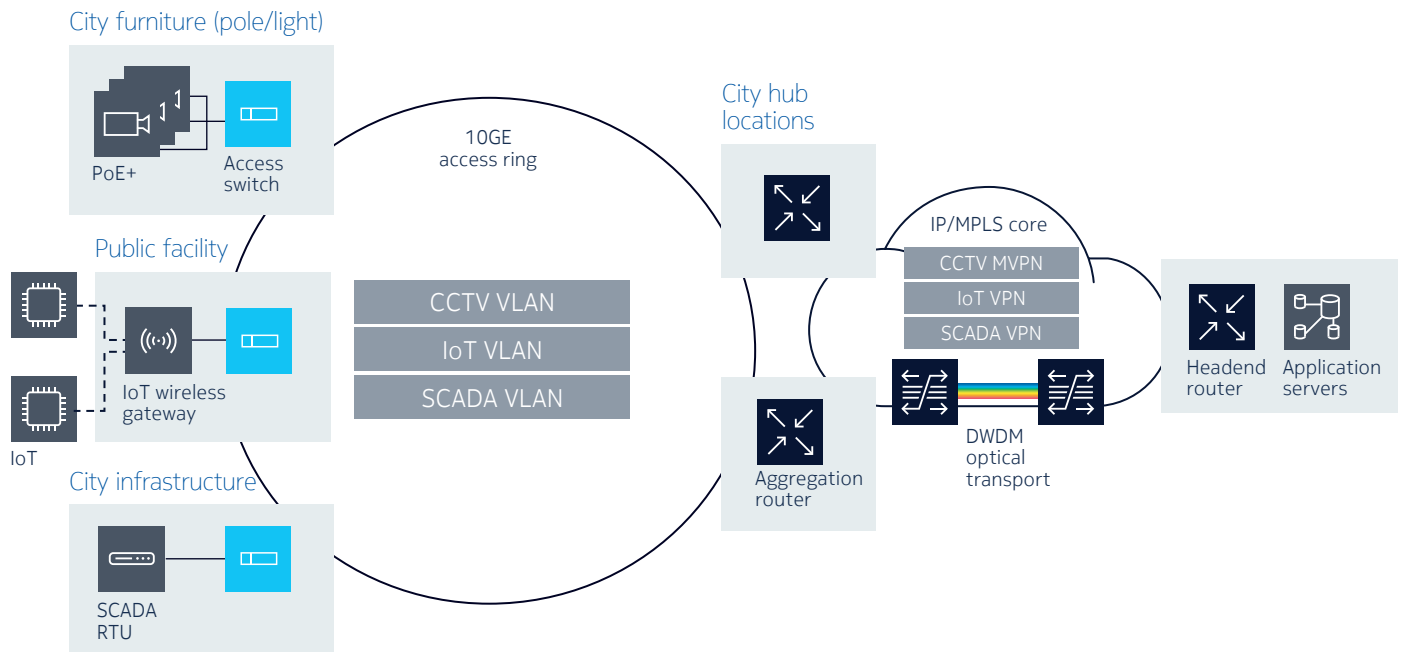 City furniture (pole/light)
PoE+
Access
switch
Public facility
IoT wireless
gateway
IoT
City infrastructure
SCADA
RTU
10GE
access ring
CCTV VLAN
IoT VLAN
SCADA VLAN
City hub
locations
Aggregation
router
IP/MPLS core
CCTV MVPN
IoT VPN
SCADA VPN
DWDM
optical
transport
Headend
router
Application
servers